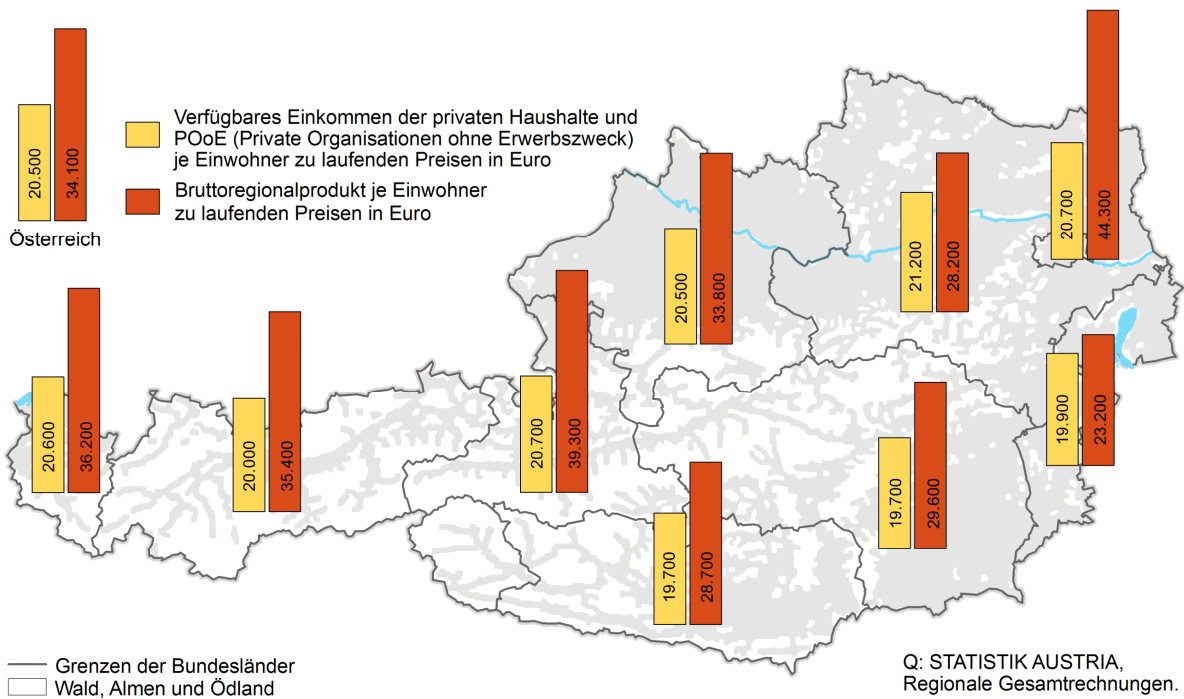 20.500
34.100
Österreich
Verfügbares Einkommen der privaten Haushalte und
POoE (Private Organisationen ohne Erwerbszweck)
je Einwohner zu laufenden Preisen in Euro
Bruttoregionalprodukt je Einwohner
zu laufenden Preisen in Euro
20.600
36.200
20.000
35.400
20.700
39.300
20.500
33.800
21.200
28.200
20.700
44.300
19.900
23.200
19.700
29.600
19.700
28.700
Grenzen der Bundesländer
Wald, Almen und Ödland
Q: STATISTIK AUSTRIA,
Regionale Gesamtrechnungen.